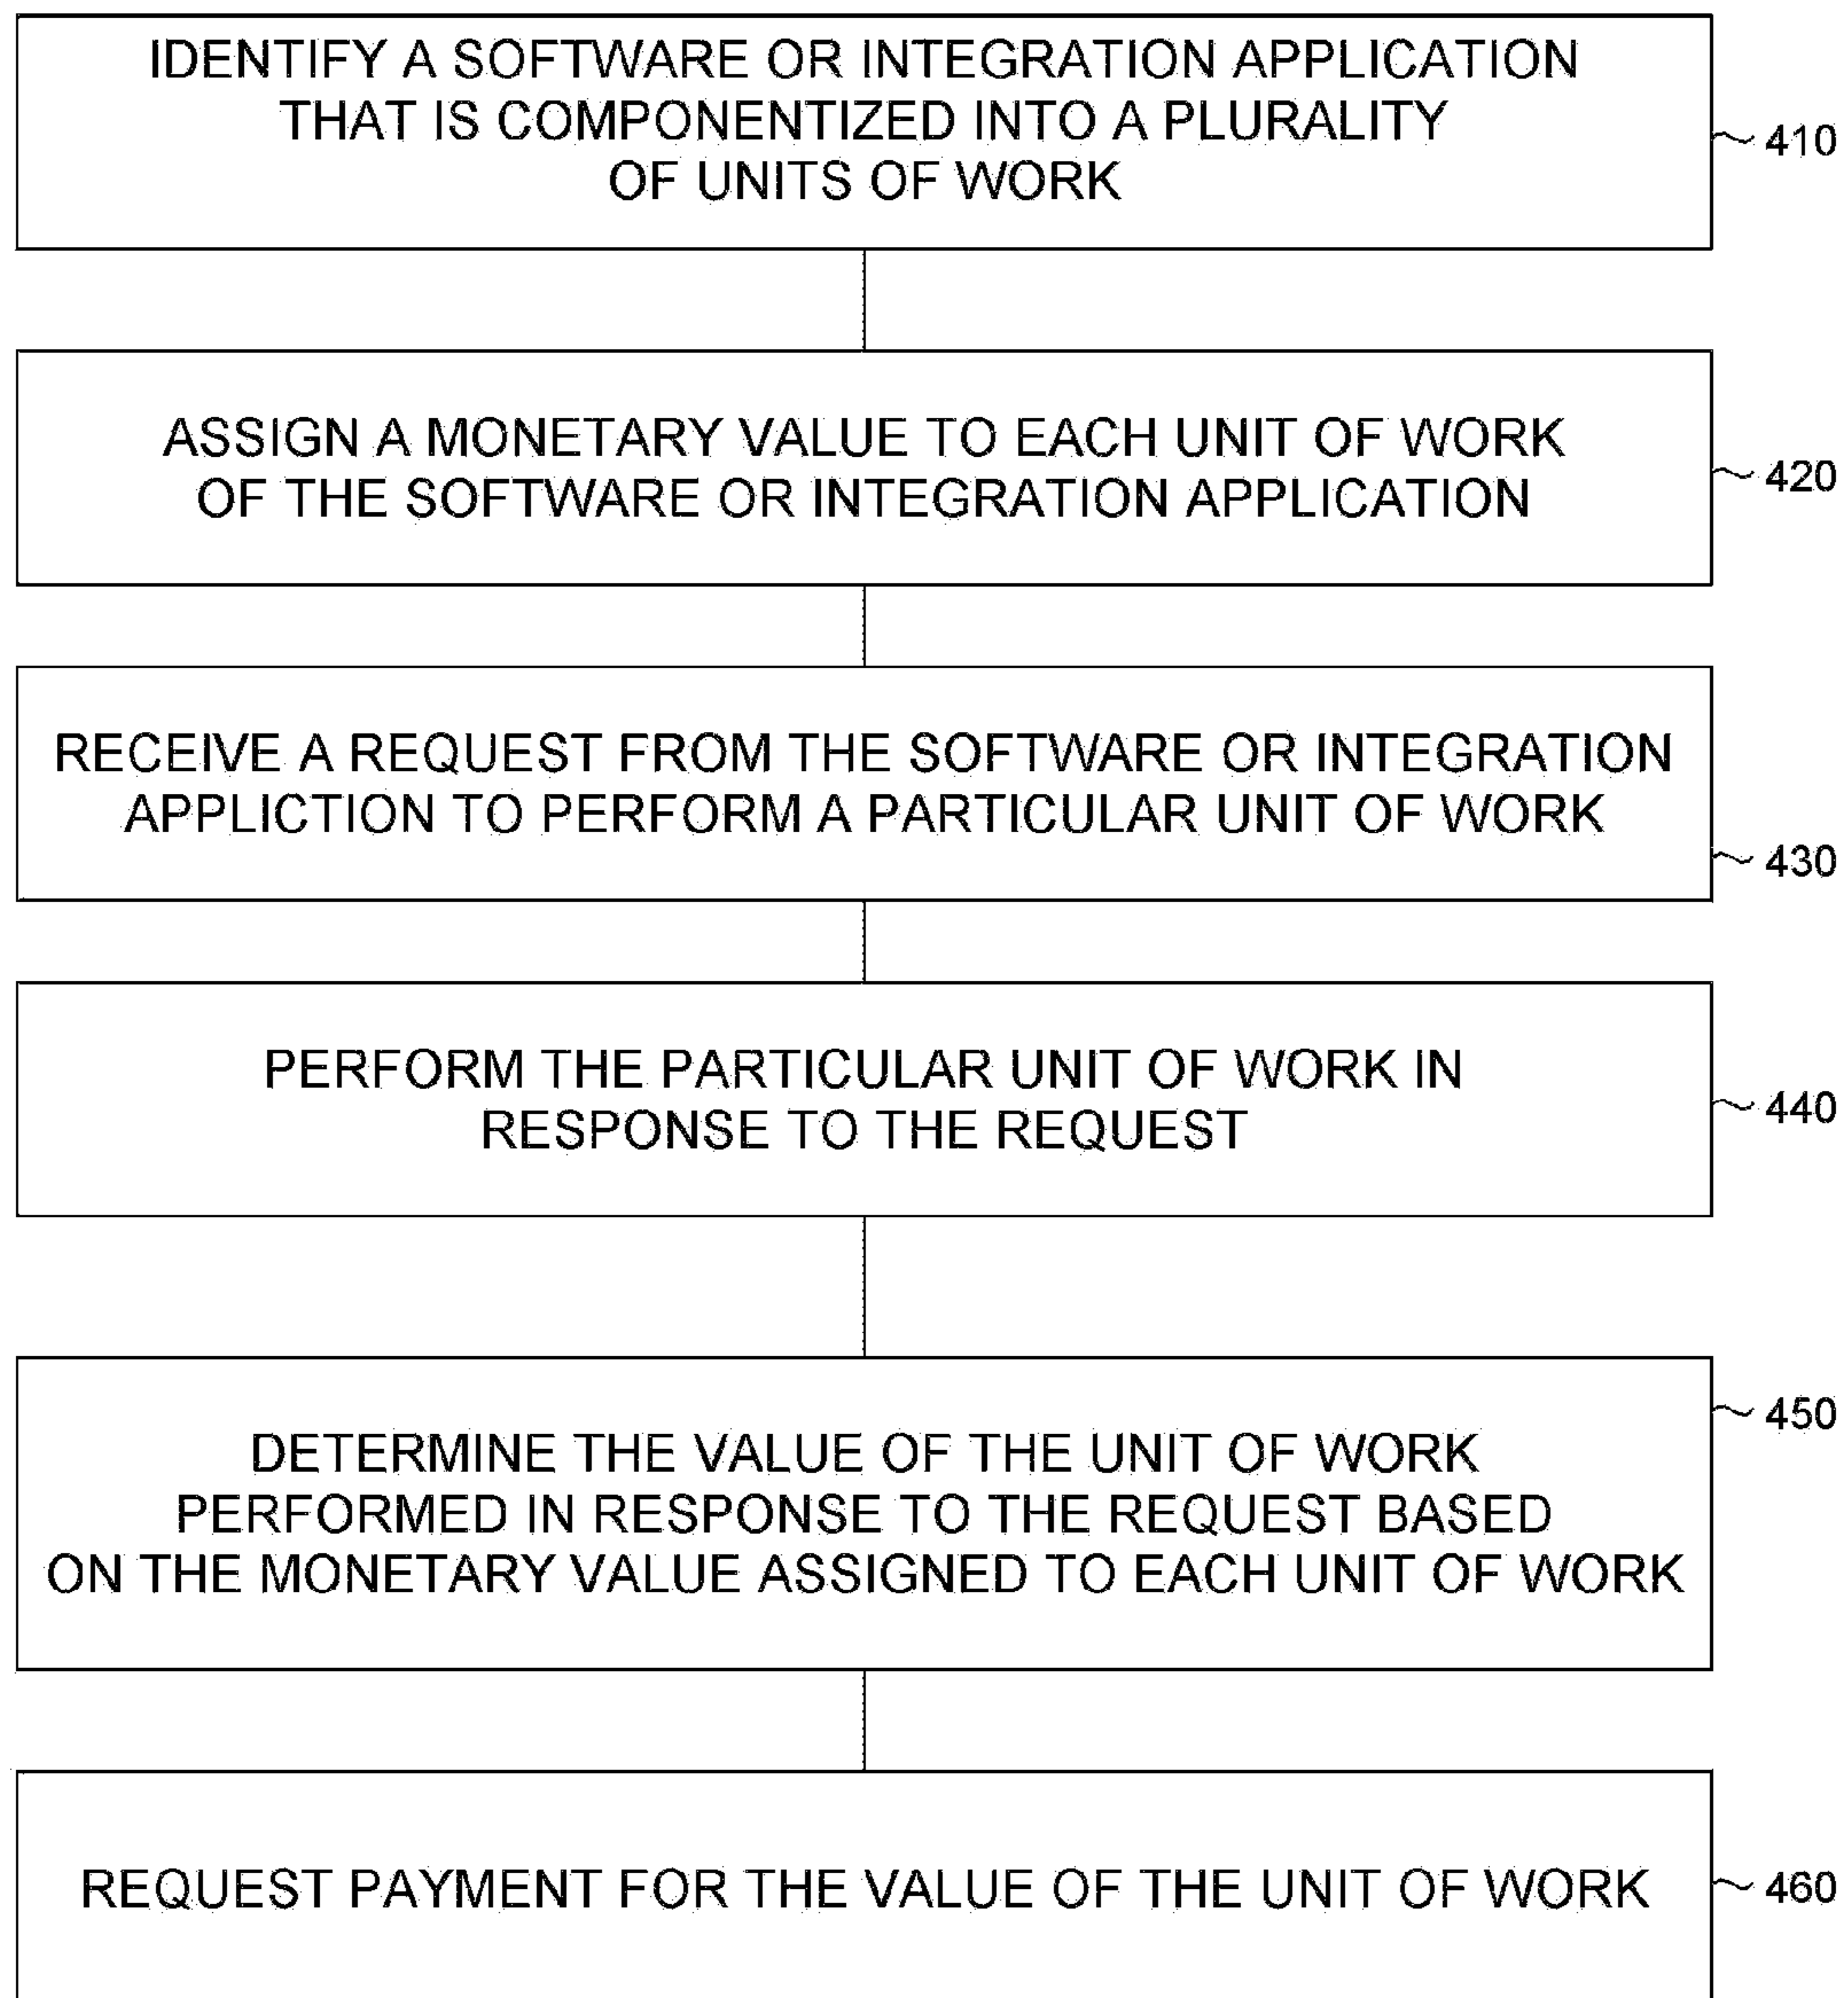 IDENTIFY A SOFTWARE OR INTEGRATION APPLICATION
THAT IS COMPONENTIZED INTO A PLURALITY
OF UNITS OF WORK
410
ASSIGN A MONETARY VALUE TO EACH UNIT OF WORK
OF THE SOFTWARE OR INTEGRATION APPLICATION
420
RECEIVE A REQUEST FROM THE SOFTWARE OR INTEGRATION
APPLICTION TO PERFORM A PARTICULAR UNIT OF WORK
430
PERFORM THE PARTICULAR UNIT OF WORK IN
RESPONSE TO THE REQUEST
440
450
DETERMINE THE VALUE OF THE UNIT OF WORK
PERFORMED IN RESPONSE TO THE REQUEST BASED
ON THE MONETARY VALUE ASSIGNED TO EACH UNIT OF WORK
REQUEST PAYMENT FOR THE VALUE OF THE UNIT OF WORK
460